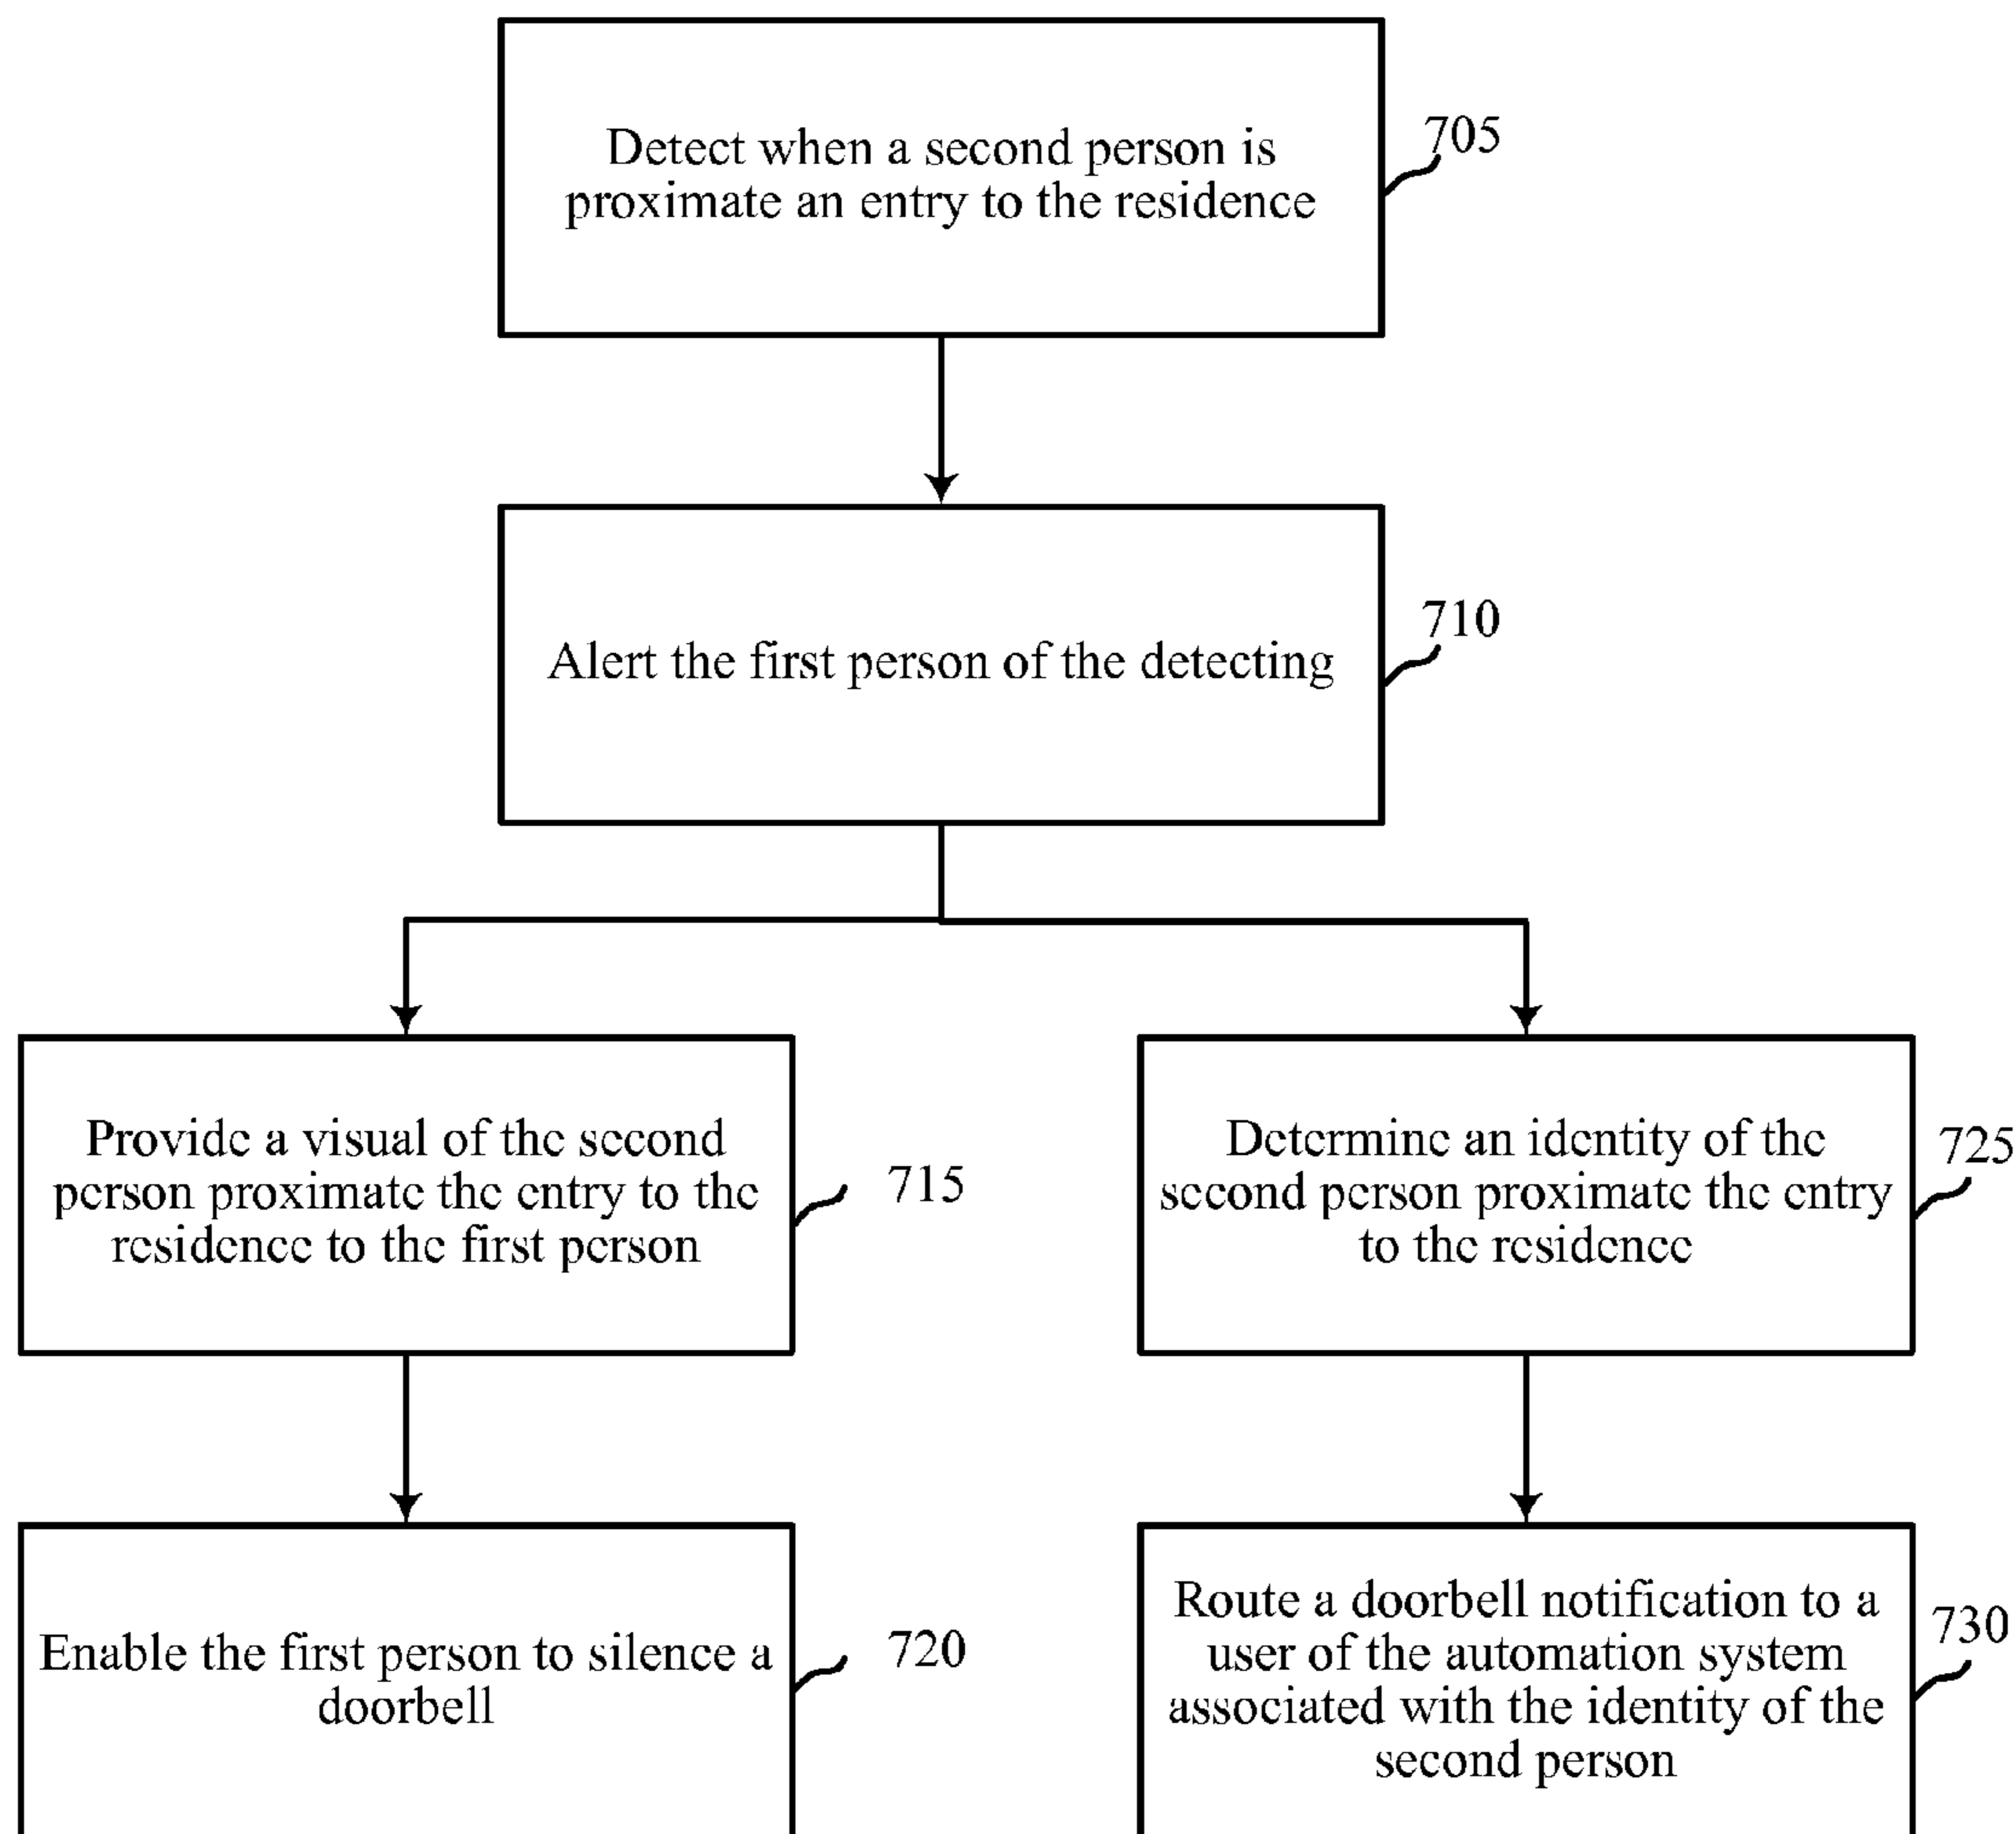 Detect when a second person is
proximate an entry to the residence
705
Alert the first person of the detecting
710
Provide a visual of the second
person proximate the entry to the
residence to the first person
715
Determine an identity of the
second person proximate the entry
to the residence
725
Enable the first person to silence a
doorbell
720
Route a doorbell notification to a
user of the automation system
associated with the identity of the
second person
730